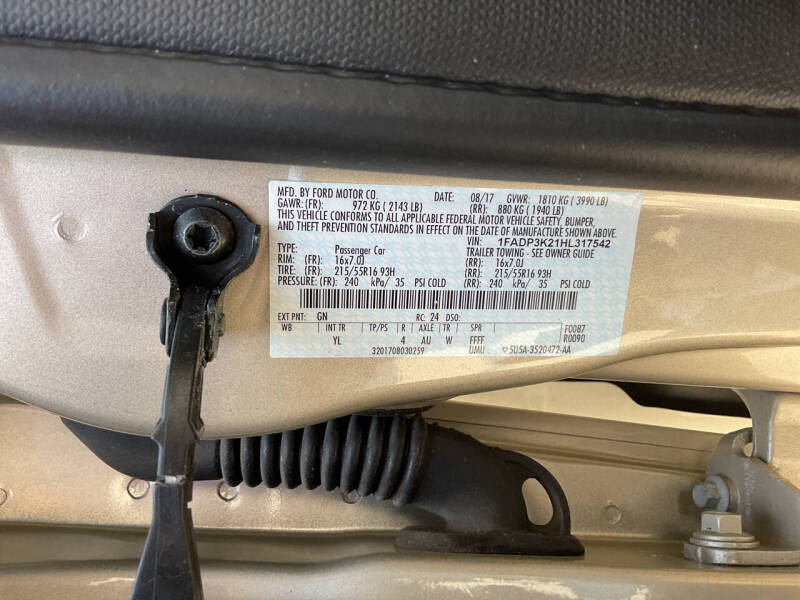 MFD. BY FORD MOTOR CO. DATE: 08/17 GVWR: 1810 KG ( 3990 LB)
GAWR: (FR): 972 KG ( 2143 LB) (RR): 880 KG ( 1940 LB)
THIS VEHICLE CONFORMS TO ALL APPLICABLE FEDERAL MOTOR VEHICLE SAFETY, BUMPER,
AND THEFT PREVENTION STANDARDS IN EFFECT ON THE DATE OF MANUFACTURE SHOWN ABOVE.
VIN: 1FADP3K21HL317542
TYPE: Passenger Car TRAILER TOWING - SEE OWNER GUIDE
RIM: (FR): 16x7.0J (RR): 16x7.0J
TIRE: (FR): 215/55R16 93H (RR): 215/55R16 93H
PRESSURE: (FR): 240 kPa/ 35 PSI COLD (RR): 240 kPa/ 35 PSI COLD
EXT PNT: GN RC: 24 DSO:
WB INT TR TP/PS R AXLE TR SPR F0087
YL 4 AU W FFFF R0090
3201708030259 UMU 5U5A-3520472-AA